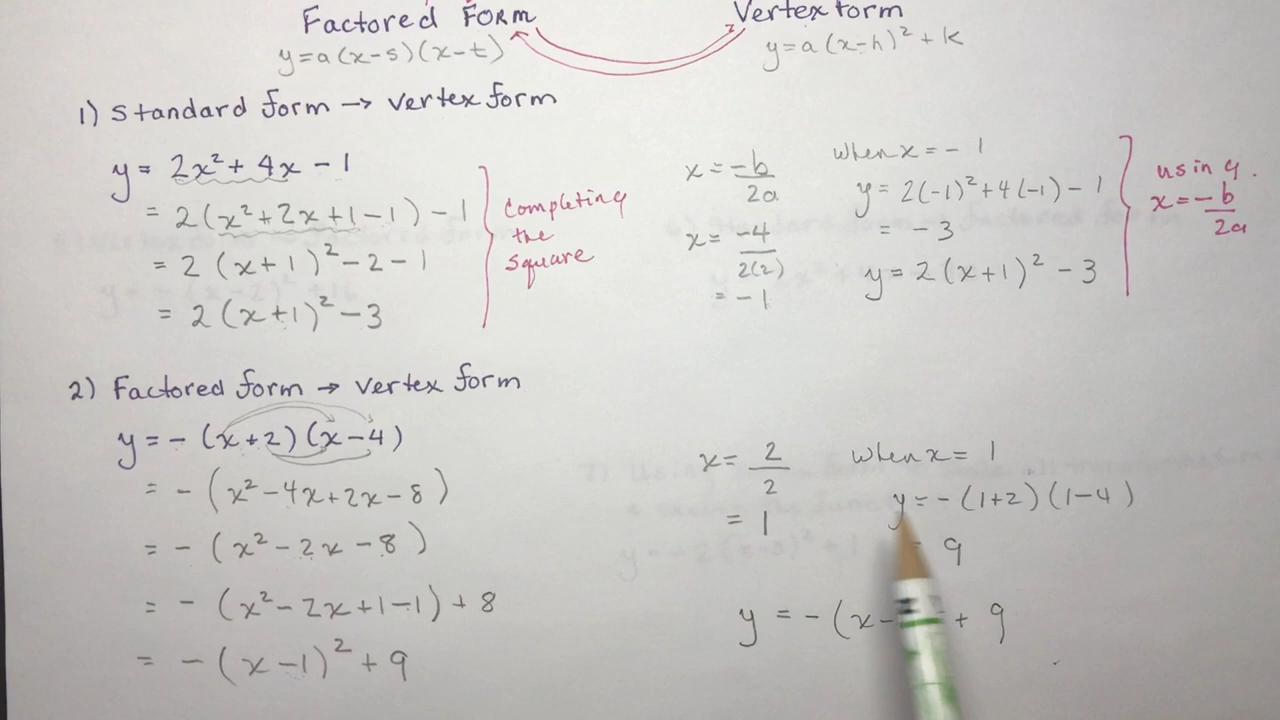 Factored Form
Vertex form
y=a(x-s)(x-t)
y=a(x-h)²+k
1) Standard form → vertex form
y= 2x²+4x-1
= 2(x²+2x+1-1)-1
= 2(x+1)²-2-1
= 2(x+1)²-3
completing
the
square
x=-b/2a
x=-4/2(2)
=-1
when x=-1
y=2(-1)²+4(-1)-1
= -3
y=2(x+1)²-3
using
x=-b/2a
2) Factored form → vertex form
y=-(x+2)(x-4)
= -(x²-4x+2x-8)
= -(x²-2x-8)
= -(x²-2x+1-1)+8
= -(x-1)²+9
x=2/2
=1
when x=1
y=-(1+2)(1-4)
9
y=-(x- + 9